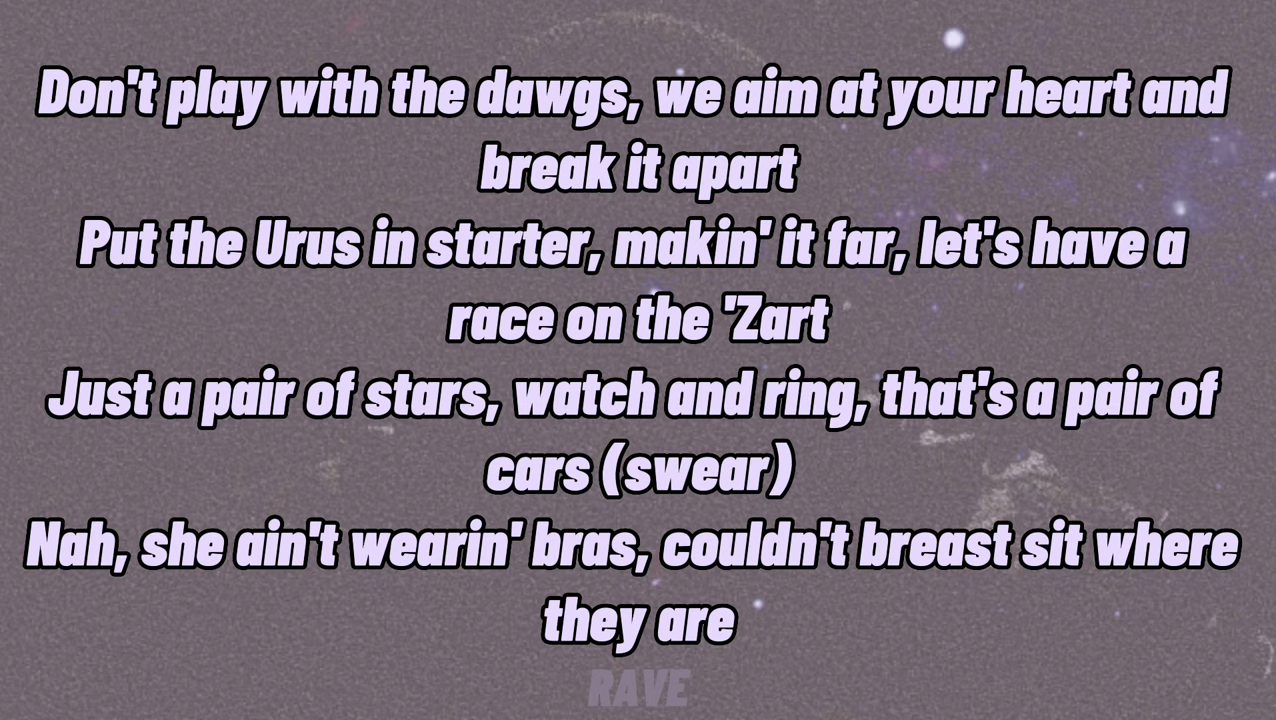 Don't play with the dawgs, we aim at your heart and
break it apart
Put the Urus in starter, makin' it far, let's have a
race on the 'Zart
Just a pair of stars, watch and ring, that's a pair of
cars (swear)
Nah, she ain't wearin' bras, couldn't breast sit where
they are
RAVE